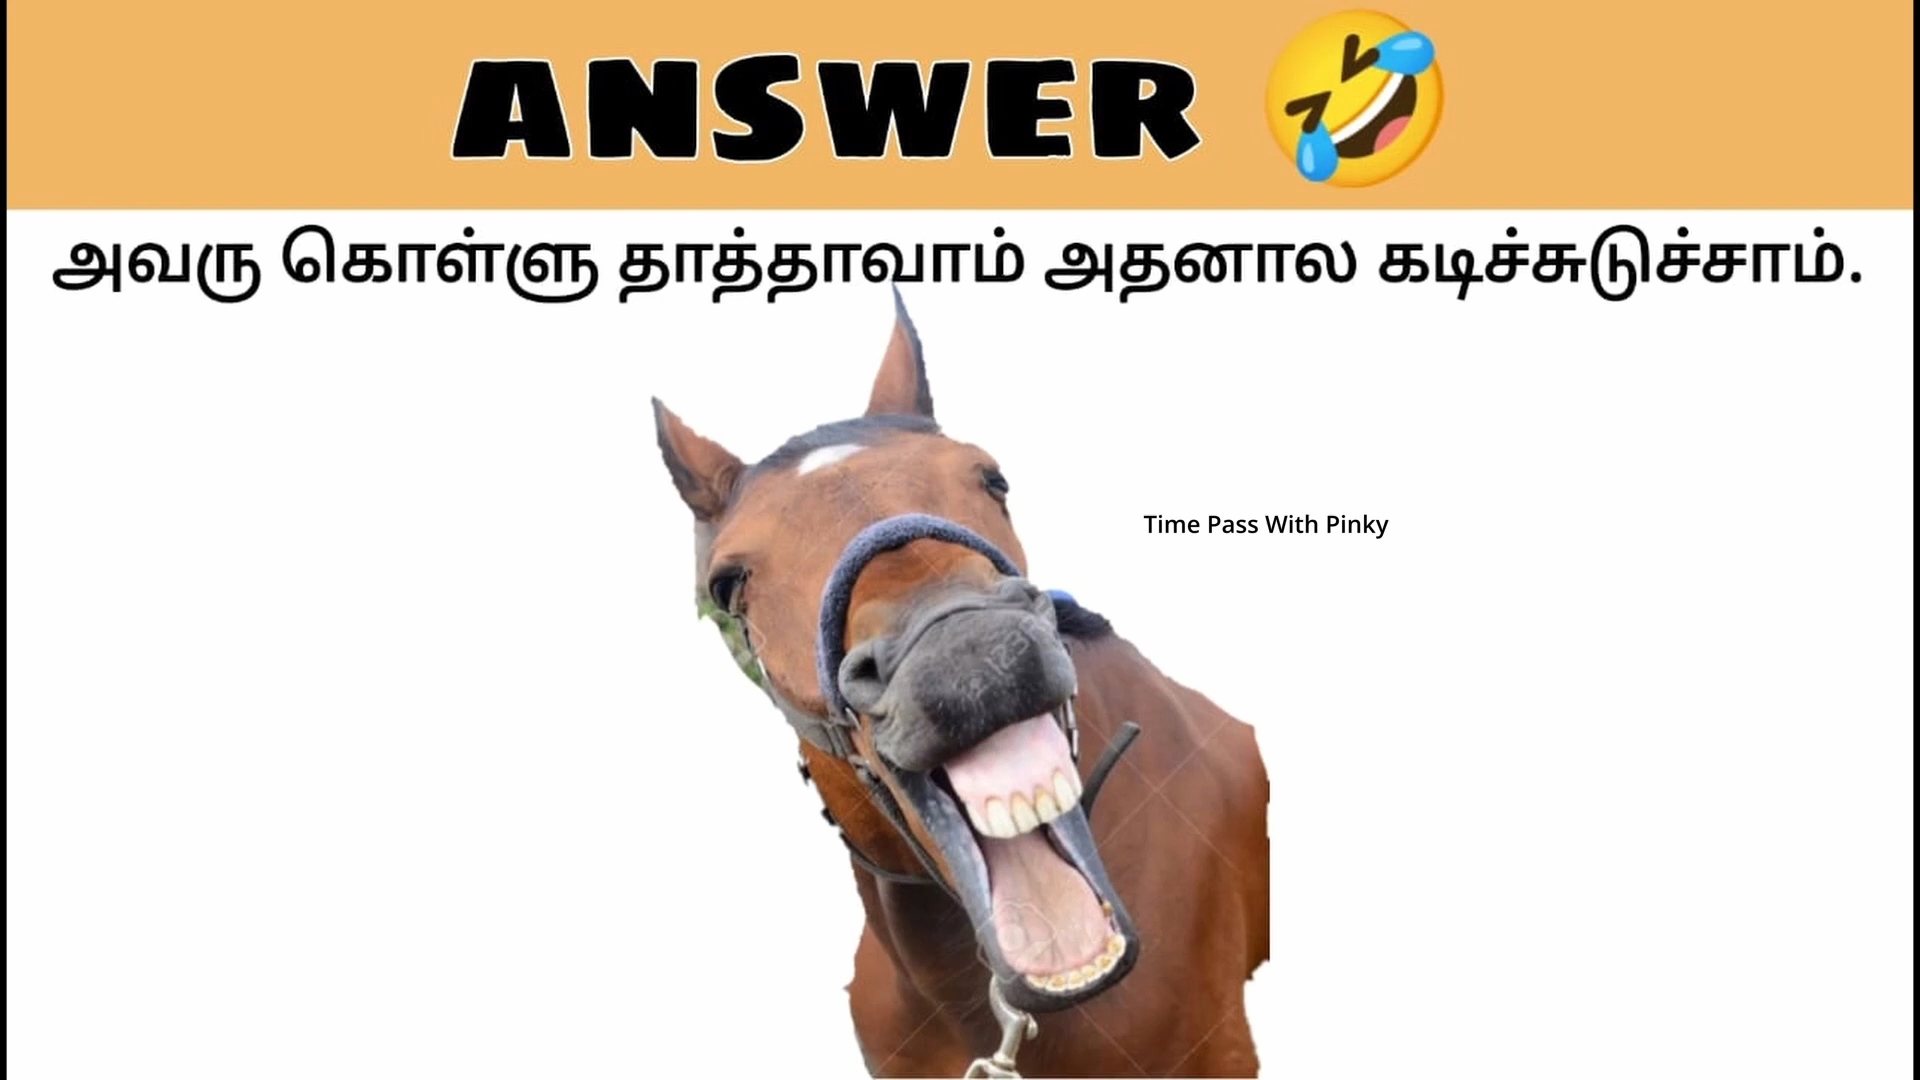 ANSWER 🤣
அவரு கொள்ளு தாத்தாவாம் அதனால கடிச்சுடுச்சாம்.
Time Pass With Pinky